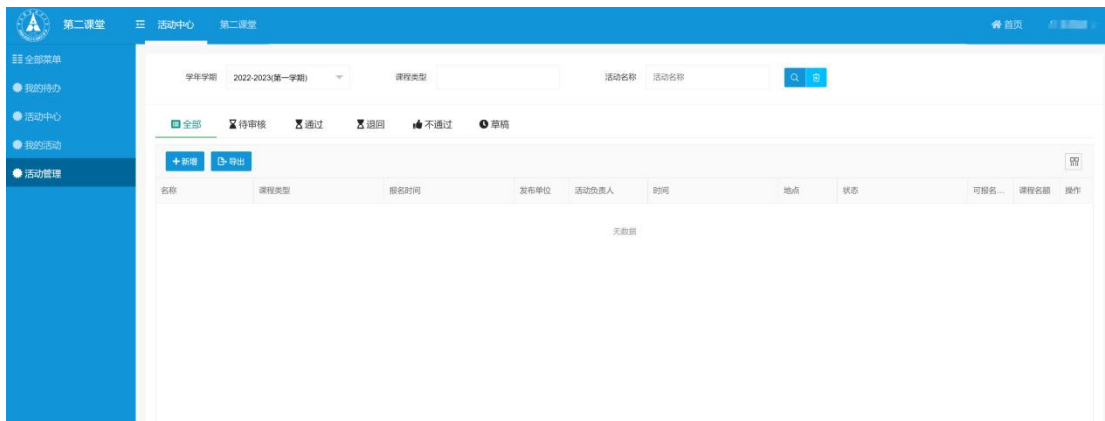 第二课堂 活动中心 第二课堂 首页
全部菜单
我的待办
活动中心
我的活动
活动管理
学年学期 2022-2023(第一学期) 课程类型 活动名称 活动名称
全部 待审核 通过 退回 不通过 草稿
新增 导出
名称 课程类型 报名时间 发布单位 活动负责人 时间 地点 状态 可报名... 课程名额 操作
无数据